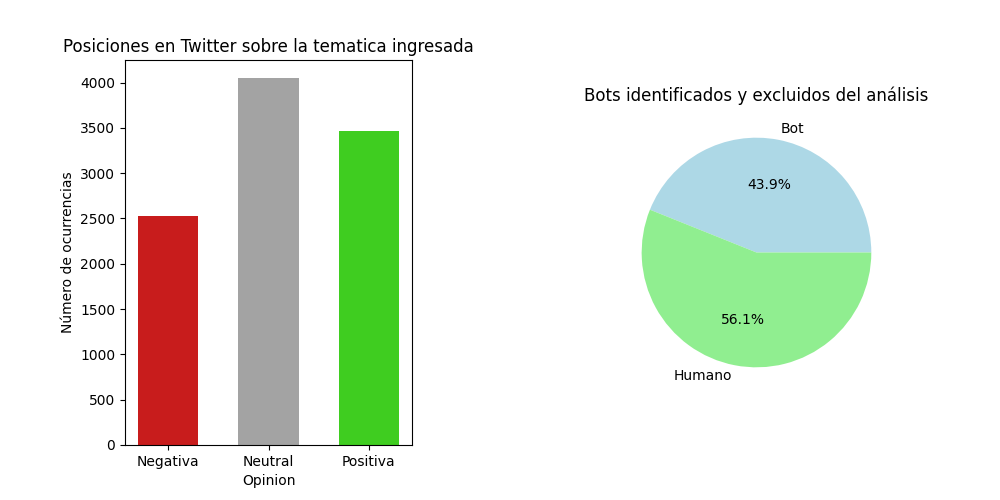 Posiciones en Twitter sobre la tematica ingresada
Número de ocurrencias
4000
3500
3000
2500
2000
1500
1000
500
0
Negativa
Neutral
Positiva
Opinion
Bots identificados y excluidos del análisis
Bot
43.9%
56.1%
Humano